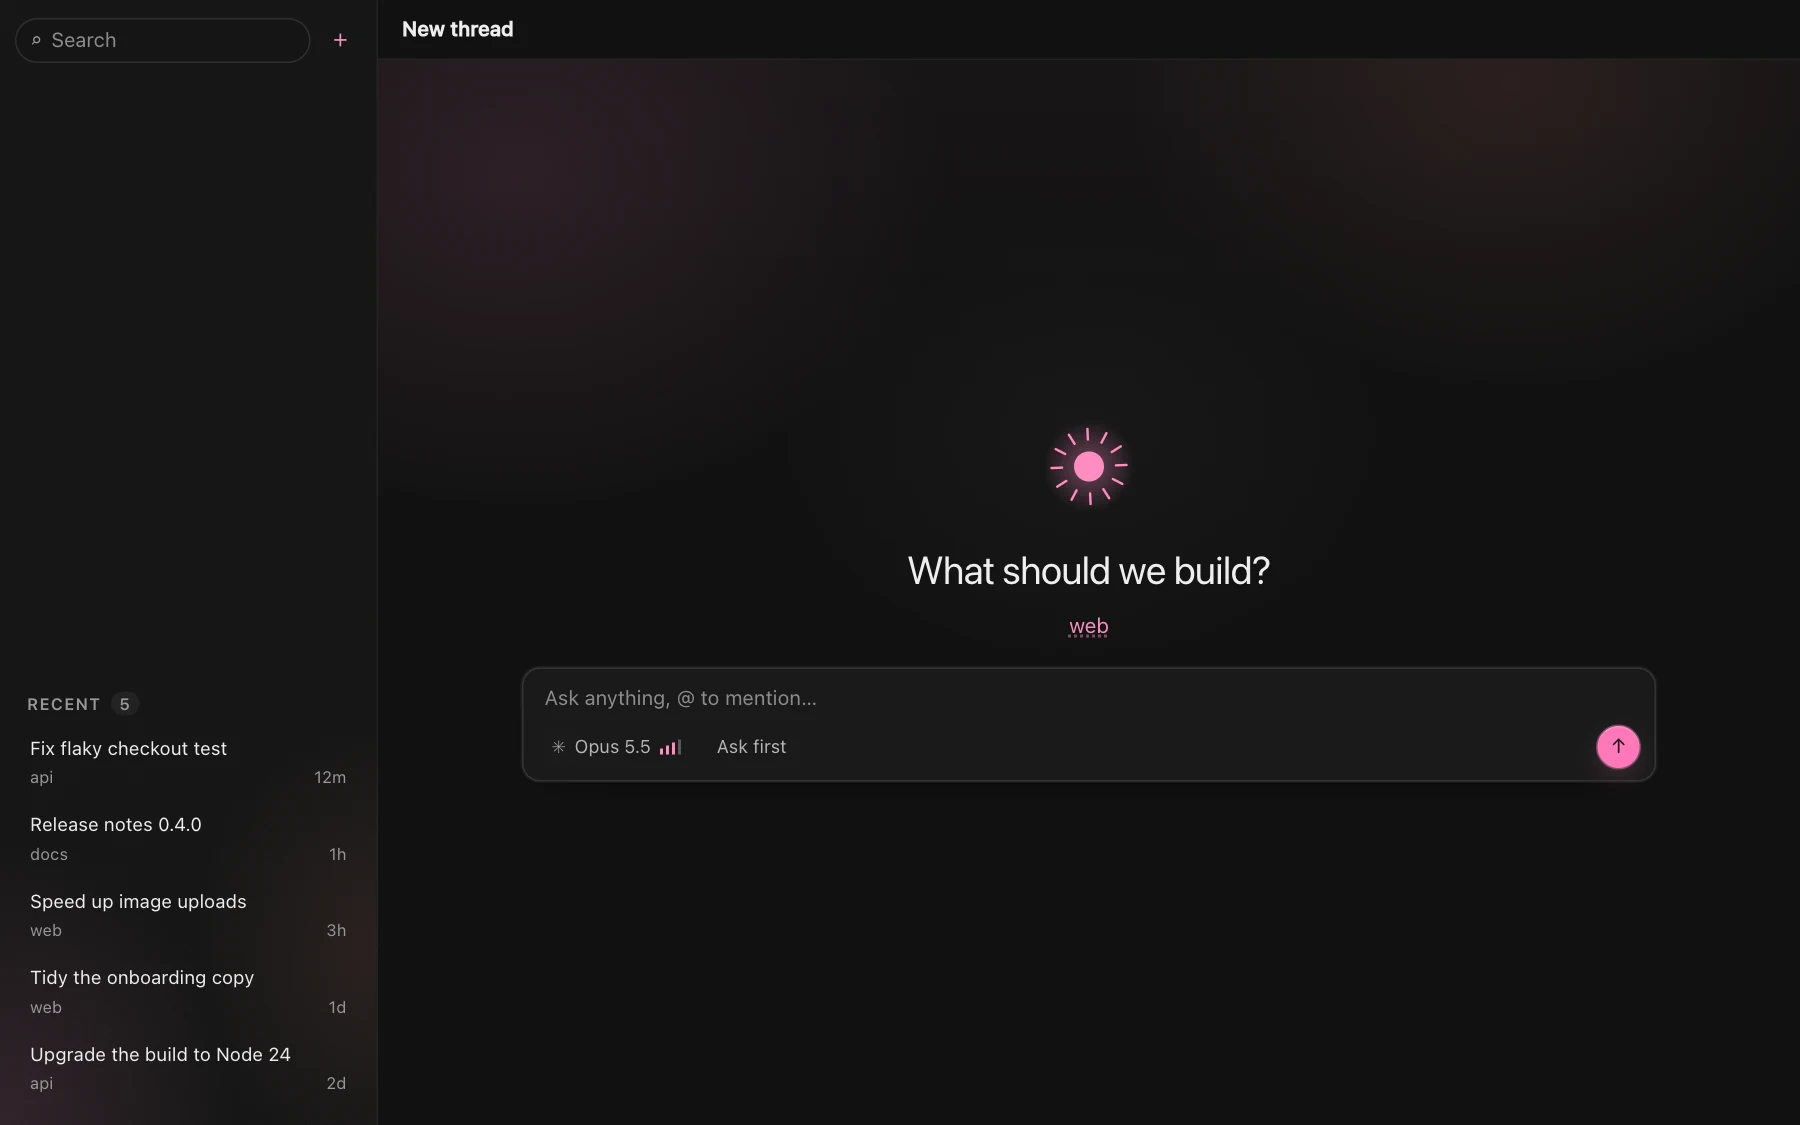 Search
+
New thread
What should we build?
web
Ask anything, @ to mention...
Opus 5.5
Ask first
RECENT 5
Fix flaky checkout test
api 12m
Release notes 0.4.0
docs 1h
Speed up image uploads
web 3h
Tidy the onboarding copy
web 1d
Upgrade the build to Node 24
api 2d